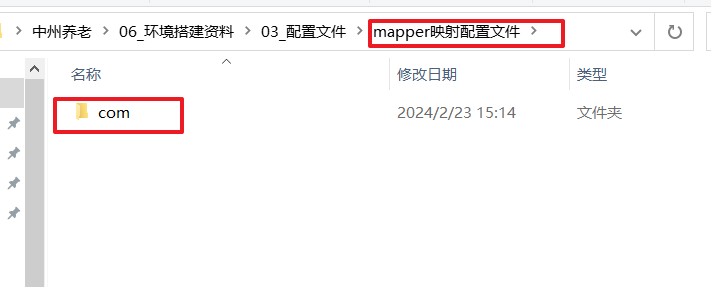 中州养老 > 06_环境搭建资料 > 03_配置文件 > mapper映射配置文件 >
名称 修改日期 类型
com 2024/2/23 15:14 文件夹